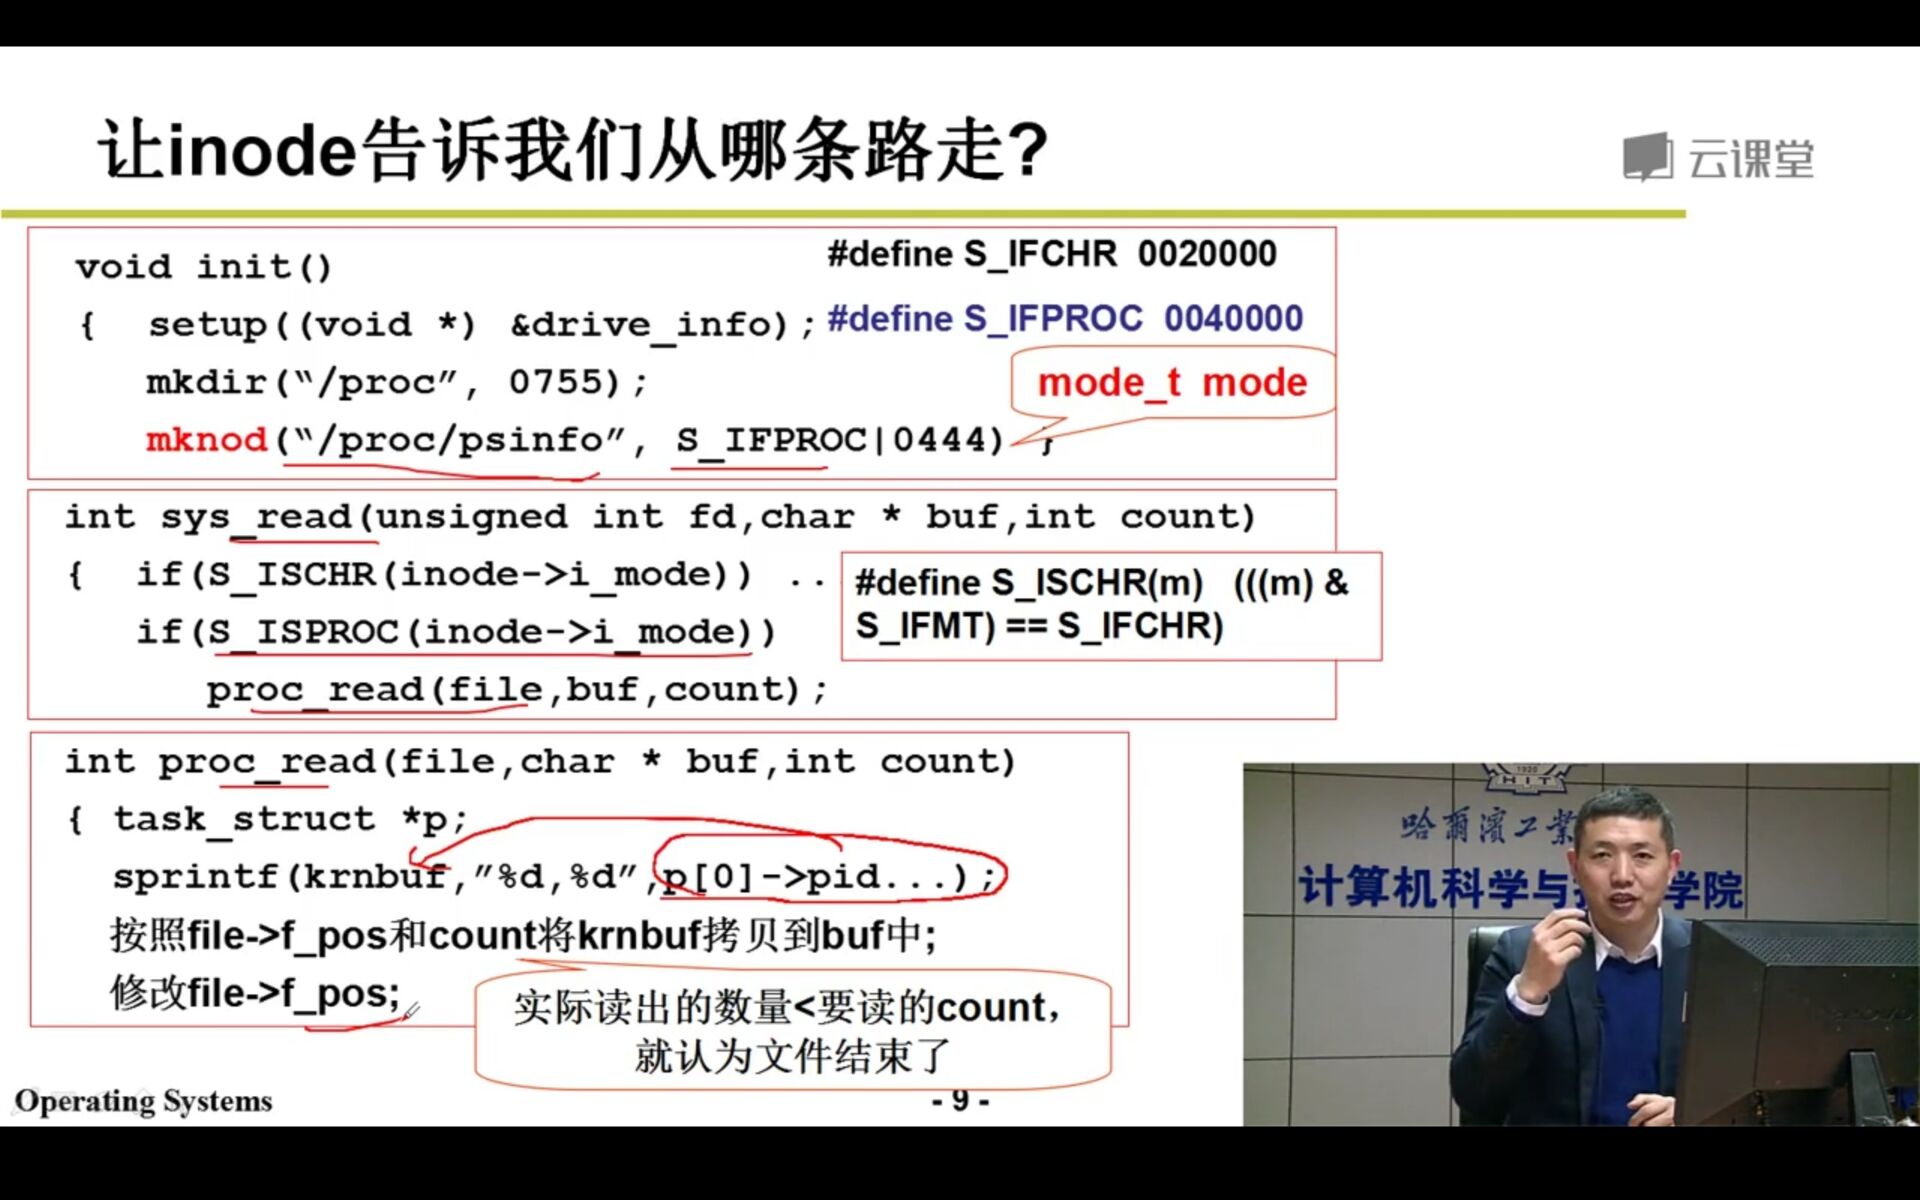 让inode告诉我们从哪条路走?
云课堂
void init()
#define S_IFCHR 0020000
{ setup((void *) &drive_info);
#define S_IFPROC 0040000
mkdir(“/proc”, 0755);
mode_t mode
mknod(“/proc/psinfo”, S_IFPROC|0444) }
int sys_read(unsigned int fd,char * buf,int count)
{ if(S_ISCHR(inode->i_mode)) ..
#define S_ISCHR(m) (((m) &
S_IFMT) == S_IFCHR)
if(S_ISPROC(inode->i_mode))
proc_read(file,buf,count);
int proc_read(file,char * buf,int count)
{ task_struct *p;
sprintf(krnbuf,”%d,%d”,p[0]->pid...);
按照file->f_pos和count将krnbuf拷贝到buf中;
修改file->f_pos;
实际读出的数量<要读的count，
就认为文件结束了
Operating Systems
- 9 -
1920
HIT
哈爾濱工業
计算机科学与 学院